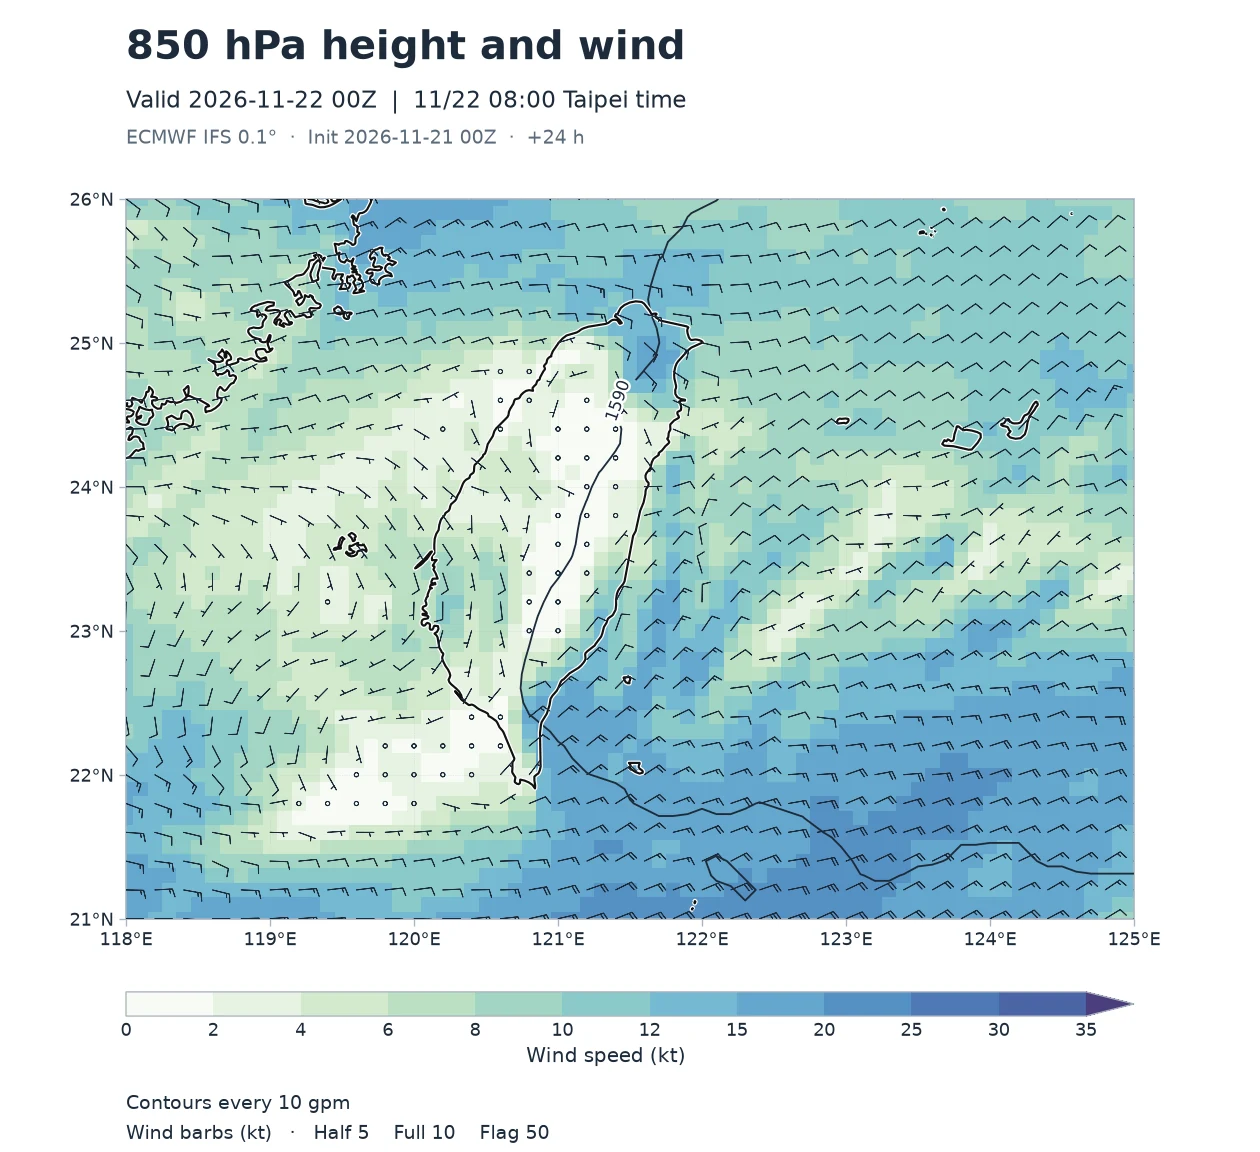 850 hPa height and wind
Valid 2026-11-22 00Z | 11/22 08:00 Taipei time
ECMWF IFS 0.1° · Init 2026-11-21 00Z · +24 h
26°N
25°N
24°N
23°N
22°N
21°N
1590
118°E 119°E 120°E 121°E 122°E 123°E 124°E 125°E
0 2 4 6 8 10 12 15 20 25 30 35
Wind speed (kt)
Contours every 10 gpm
Wind barbs (kt) · Half 5 Full 10 Flag 50